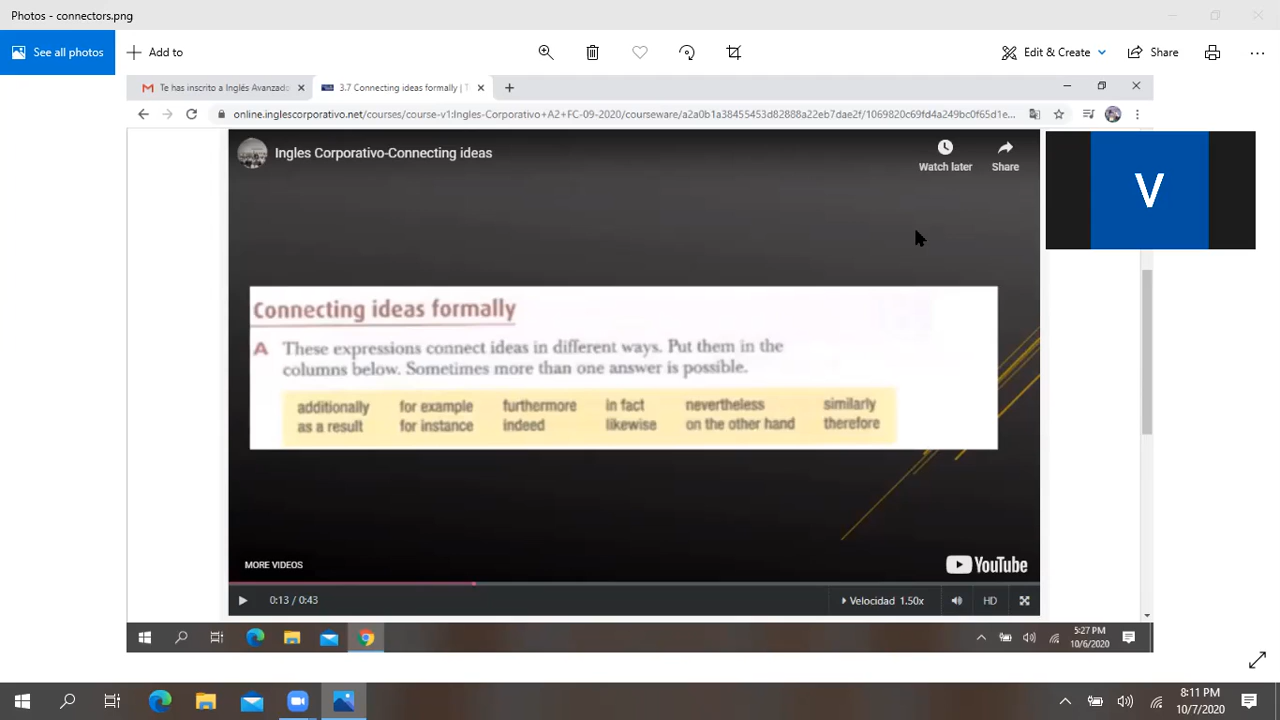 Photos - connectors.png
See all photos
Add to
Edit & Create
Share
Te has inscrito a Inglés Avanzado
3.7 Connecting ideas formally | T
online.inglescorporativo.net/courses/course-v1:Ingles-Corporativo+A2+FC-09-2020/courseware/a2a0b1a38455453d82888a22eb7dae2f/1069820c69fd4a249bc0f65d1e...
Ingles Corporativo-Connecting ideas
Watch later
Share
V
Connecting ideas formally
A These expressions connect ideas in different ways. Put them in the
columns below. Sometimes more than one answer is possible.
additionally for example furthermore in fact nevertheless similarly
as a result for instance indeed likewise on the other hand therefore
MORE VIDEOS
YouTube
0:13 / 0:43
Velocidad 1.50x
HD
5:27 PM
10/6/2020
8:11 PM
10/7/2020